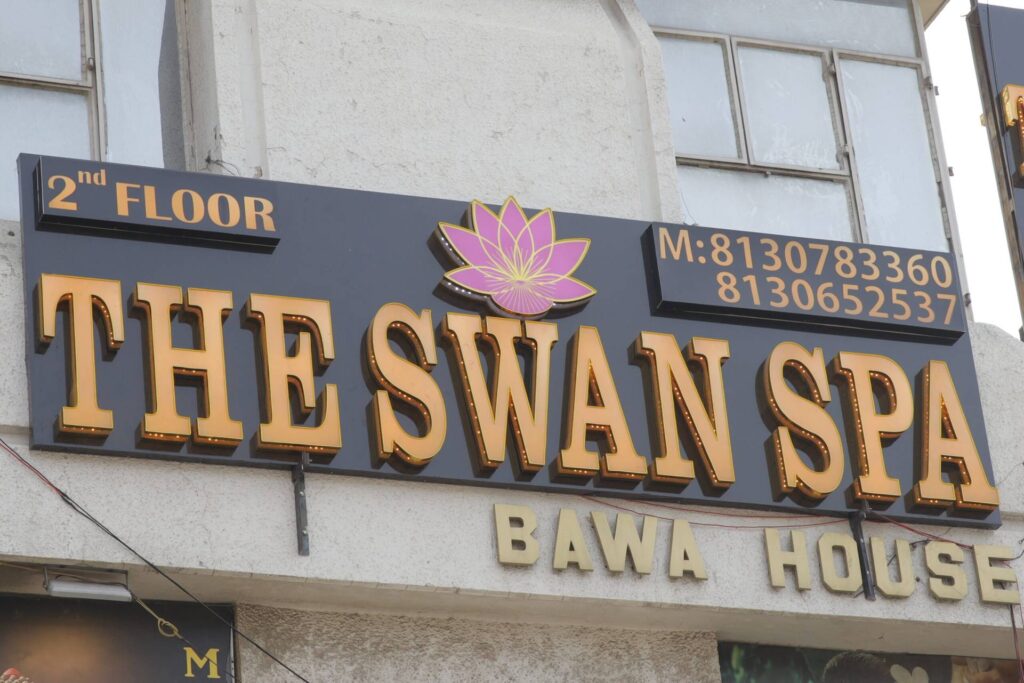 2nd FLOOR
M:8130783360
8130652537
THE SWAN SPA
BAWA HOUSE
M